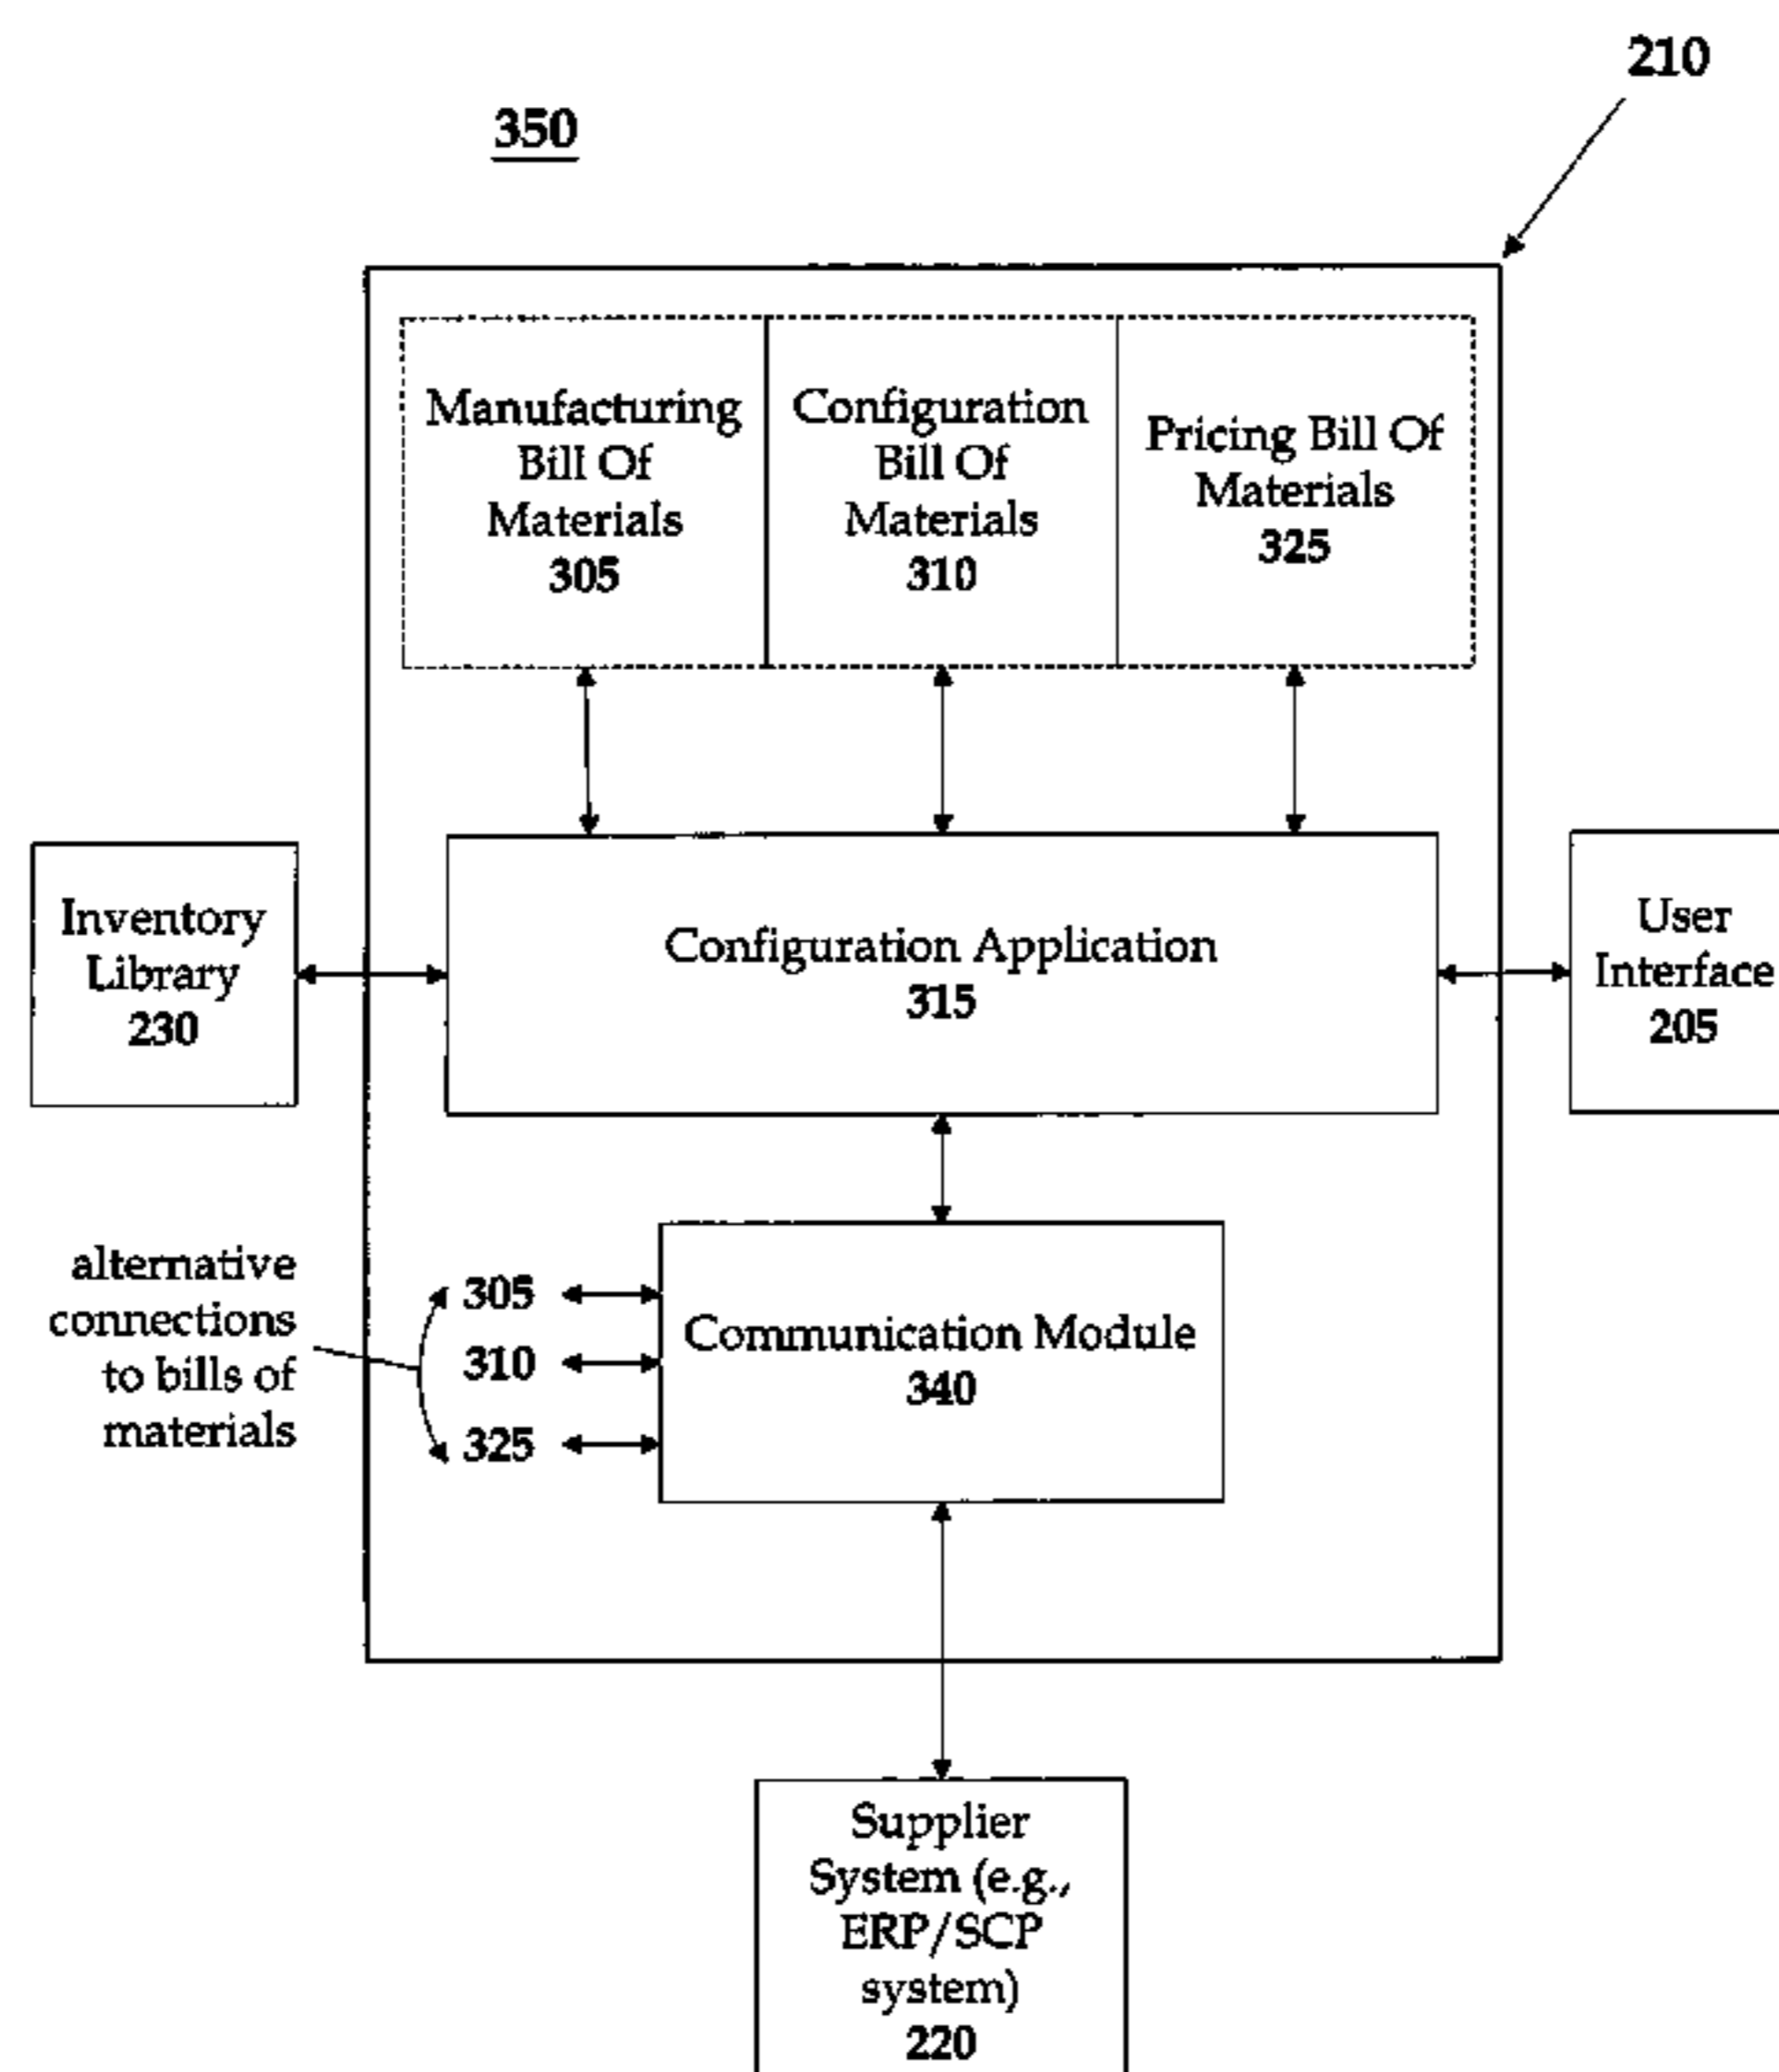 210
350
Manufacturing
Bill Of
Materials
305
Configuration
Bill Of
Materials
310
Pricing Bill Of
Materials
325
Inventory
Library
230
Configuration Application
315
User
Interface
205
alternative
connections
to bills of
materials
305
310
325
Communication Module
340
Supplier
System (e.g.,
ERP/SCP
system)
220